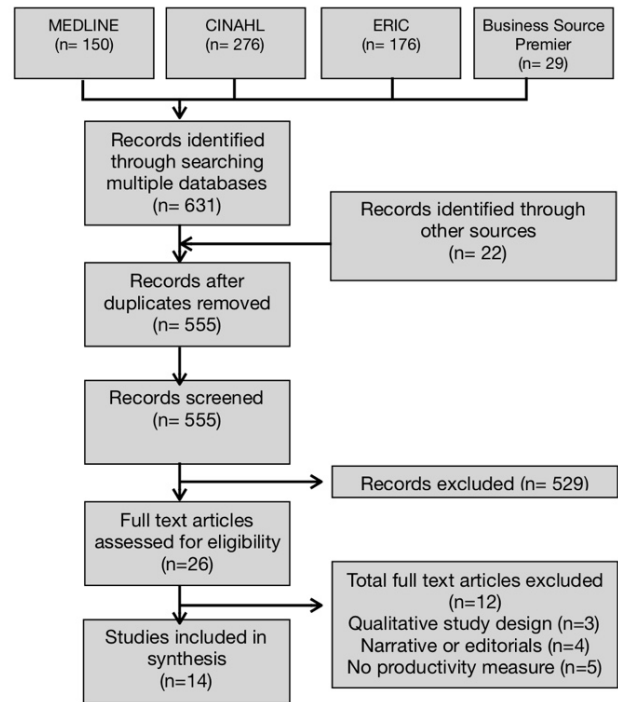 MEDLINE
(n= 150)
CINAHL
(n= 276)
ERIC
(n= 176)
Business Source
Premier
(n= 29)
Records identified
through searching
multiple databases
(n= 631)
Records identified through
other sources
(n= 22)
Records after
duplicates removed
(n= 555)
Records screened
(n= 555)
Records excluded (n= 529)
Full text articles
assessed for eligibility
(n=26)
Total full text articles excluded
(n=12)
Qualitative study design (n=3)
Narrative or editorials (n=4)
No productivity measure (n=5)
Studies included in
synthesis
(n=14)